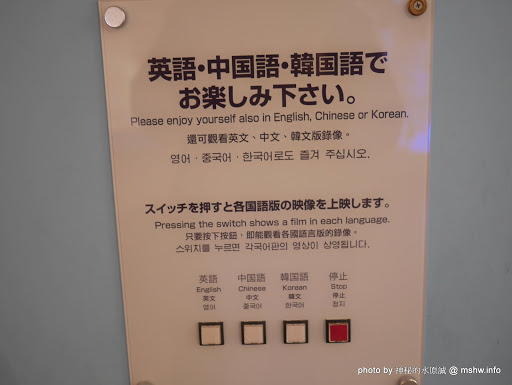 英語・中国語・韓国語で
お楽しみ下さい。
Please enjoy yourself also in English, Chinese or Korean.
還可觀看英文、中文、韓文版錄像。
영어・중국어・한국어로도 즐겨 주십시오.
スイッチを押すと各国語版の映像を上映します。
Pressing the switch shows a film in each language.
只要按下按鈕，即能觀看各國語言版的錄像。
스위치를 누르면 각국어판의 영상이 상영됩니다.
英語 中国語 韓国語 停止
English Chinese Korean Stop
英文 中文 韓文 停止
영어 중국어 한국어 정지
photo by 神秘的水原誠 @ mshw.info